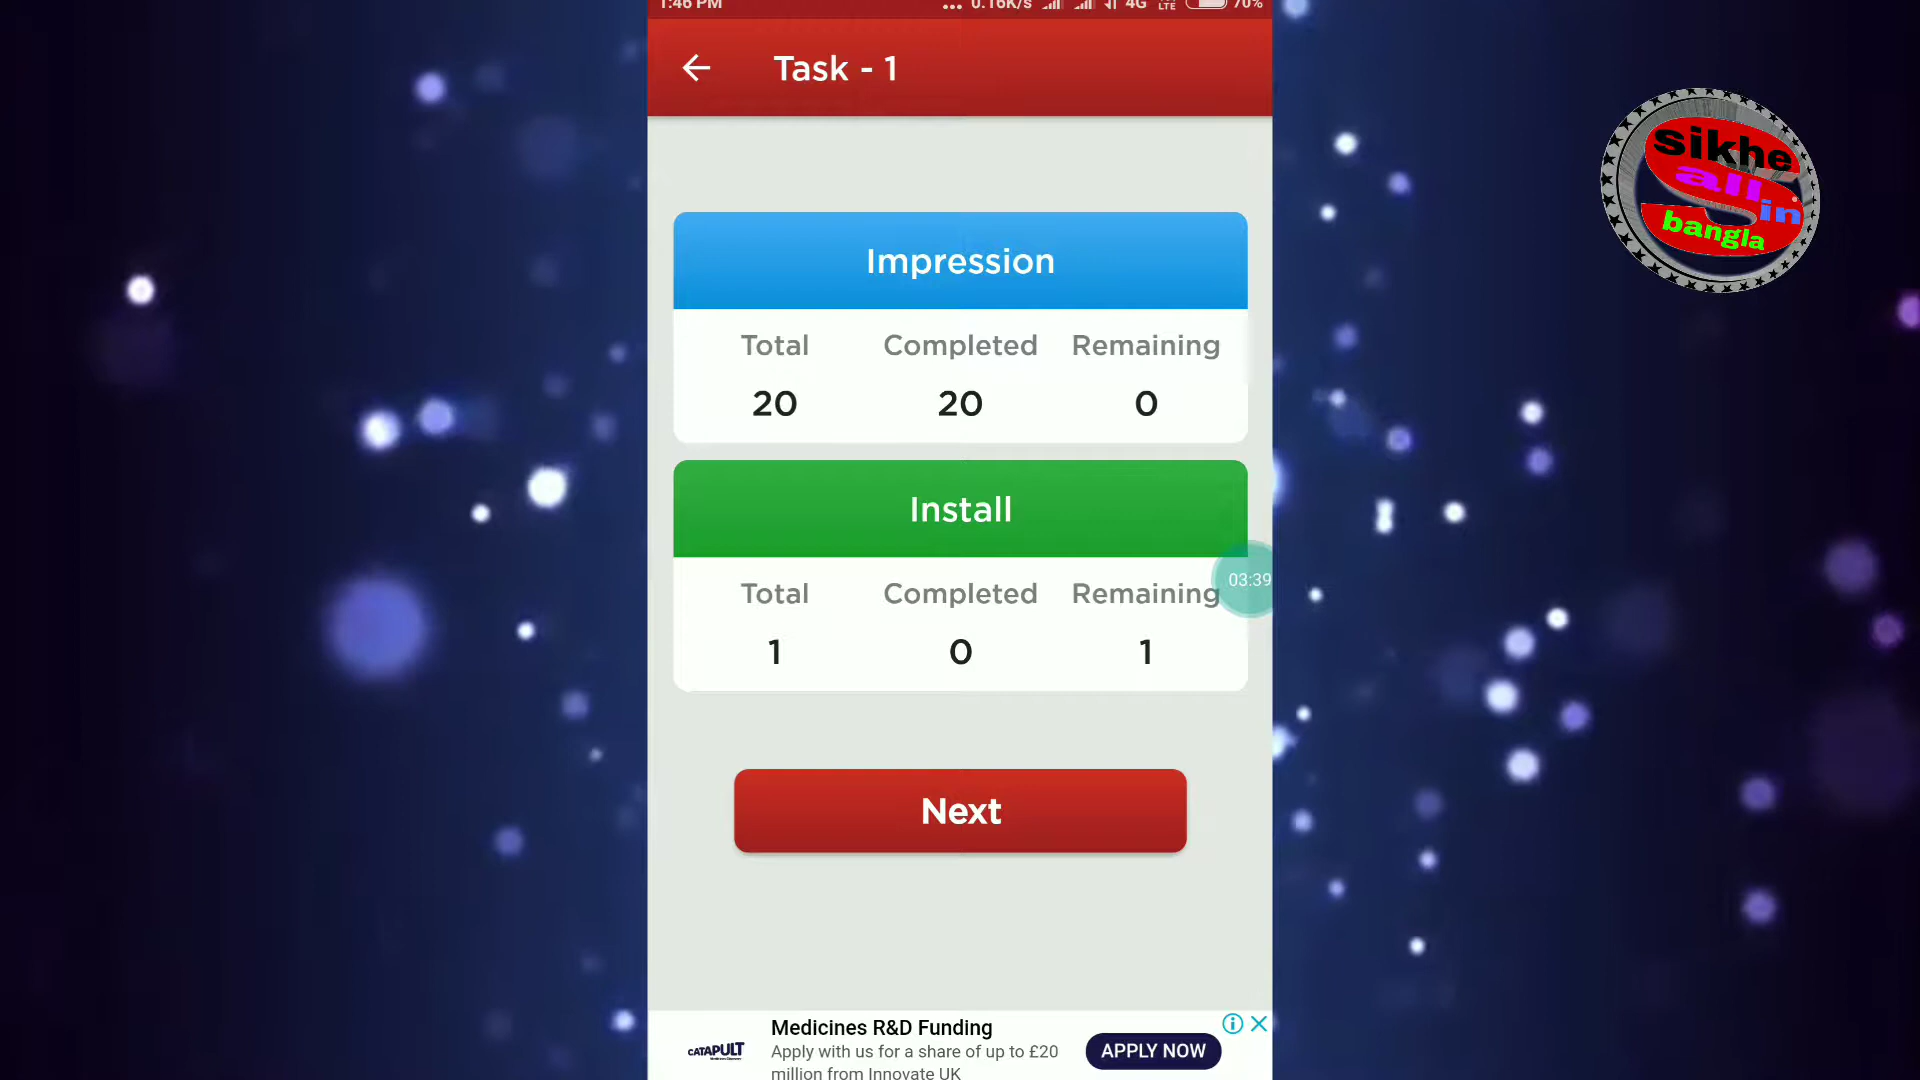 1:46 PM ... 0.16K/s 4G LTE 70%
Task - 1
Sikhe
all
in
bangla
Impression
Total Completed Remaining
20 20 0
Install
03:39
Total Completed Remaining
1 0 1
Next
Medicines R&D Funding
CATAPULT
Apply with us for a share of up to £20
million from Innovate UK
APPLY NOW